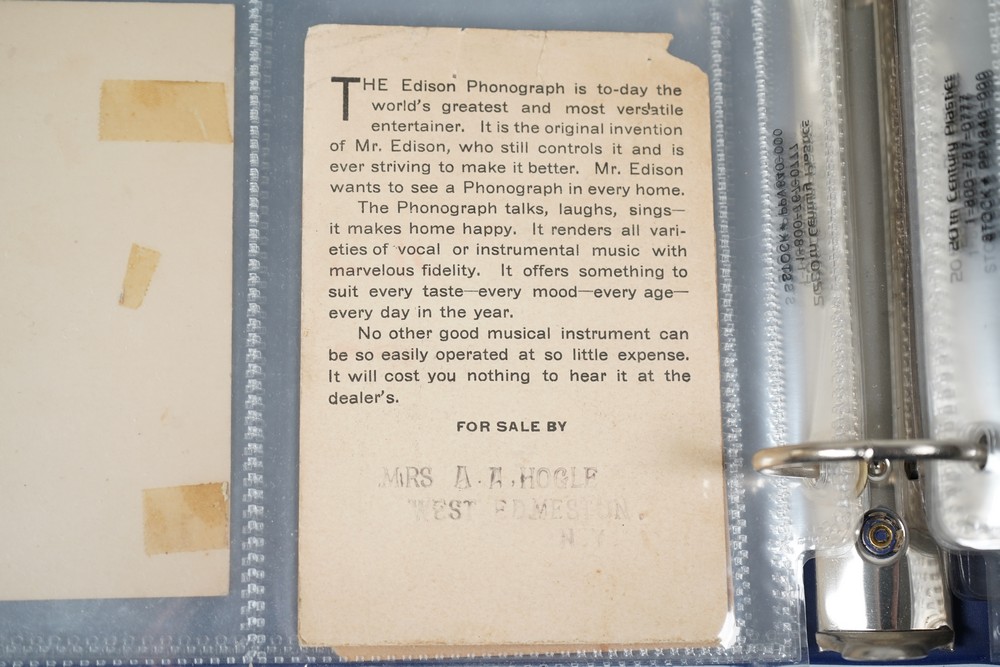 THE Edison Phonograph is to-day the
world's greatest and most versatile
entertainer. It is the original invention
of Mr. Edison, who still controls it and is
ever striving to make it better. Mr. Edison
wants to see a Phonograph in every home.
The Phonograph talks, laughs, sings—
it makes home happy. It renders all vari-
eties of vocal or instrumental music with
marvelous fidelity. It offers something to
suit every taste—every mood—every age—
every day in the year.
No other good musical instrument can
be so easily operated at so little expense.
It will cost you nothing to hear it at the
dealer's.
FOR SALE BY
MRS A.A.HOGLE
WEST EDMESTON.
N.Y.
20th Century Plastics
1-800-767-0777